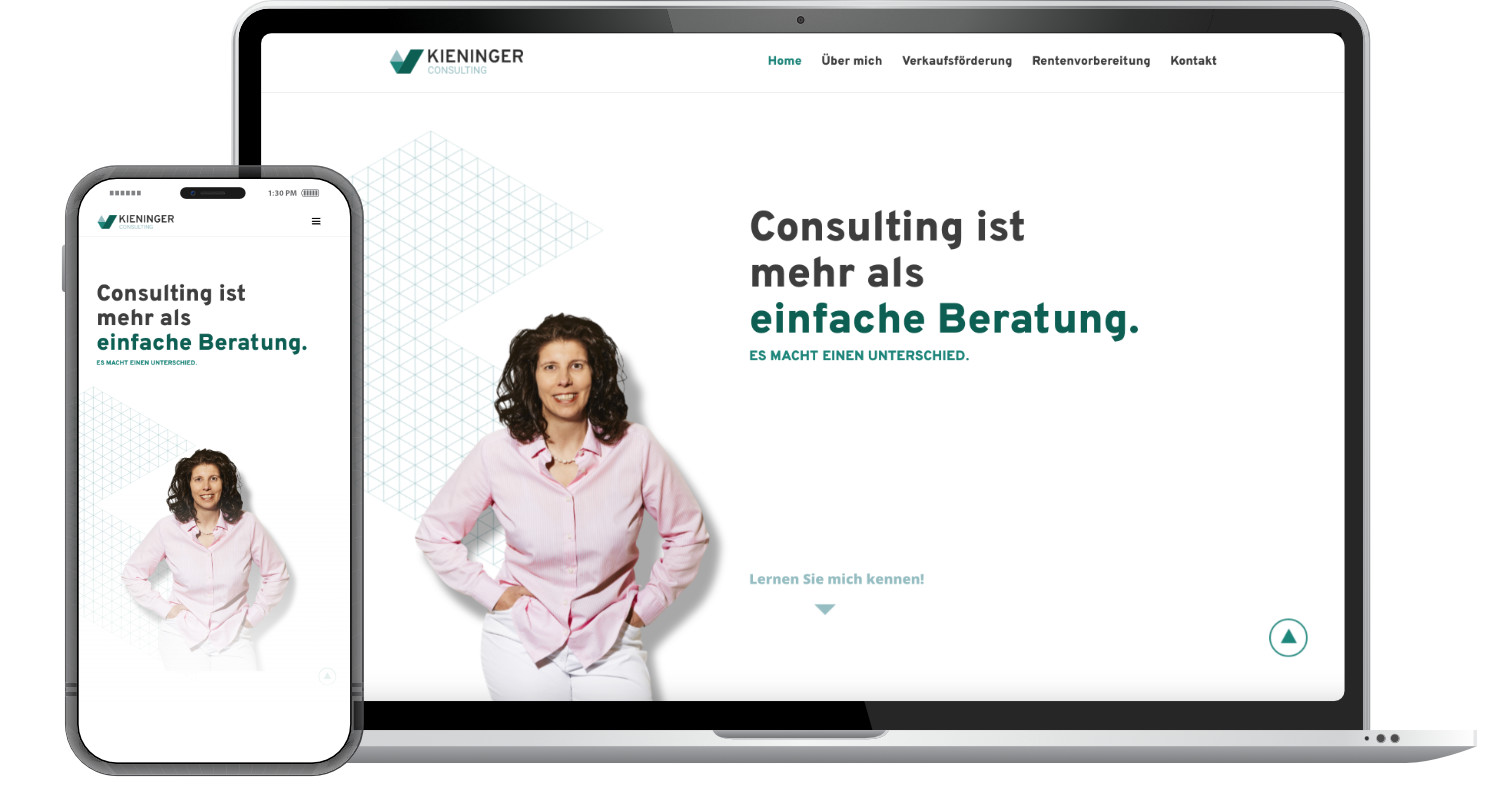 KIENINGER
CONSULTING
Home Über mich Verkaufsförderung Rentenvorbereitung Kontakt
Consulting ist
mehr als
einfache Beratung.
ES MACHT EINEN UNTERSCHIED.
Lernen Sie mich kennen!
1:30 PM
KIENINGER
CONSULTING
Consulting ist
mehr als
einfache Beratung.
ES MACHT EINEN UNTERSCHIED.